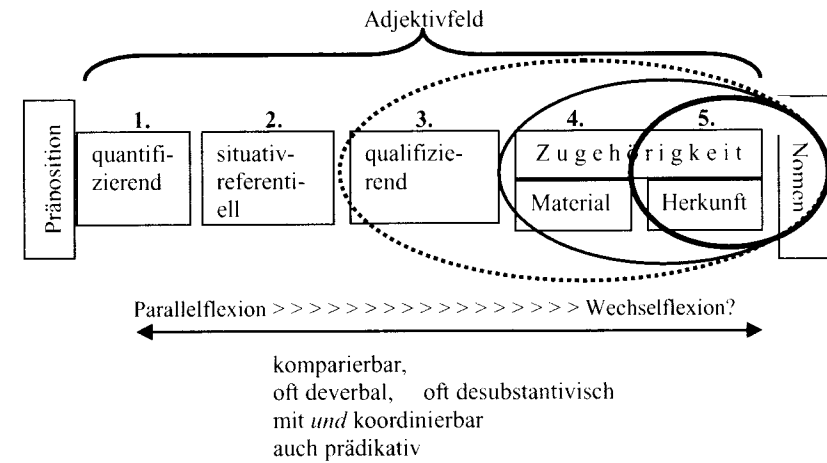 Adjektivfeld
Präposition
1.
quantifi-
zierend
2.
situativ-
referenti-
ell
3.
qualifizie-
rend
4.
5.
Zugehörigkeit
Material
Herkunft
Nomen
Parallelflexion > > > > > > > > > > > > > > > > > Wechselflexion?
komparierbar,
oft deverbal, oft desubstantivisch
mit und koordinierbar
auch prädikativ